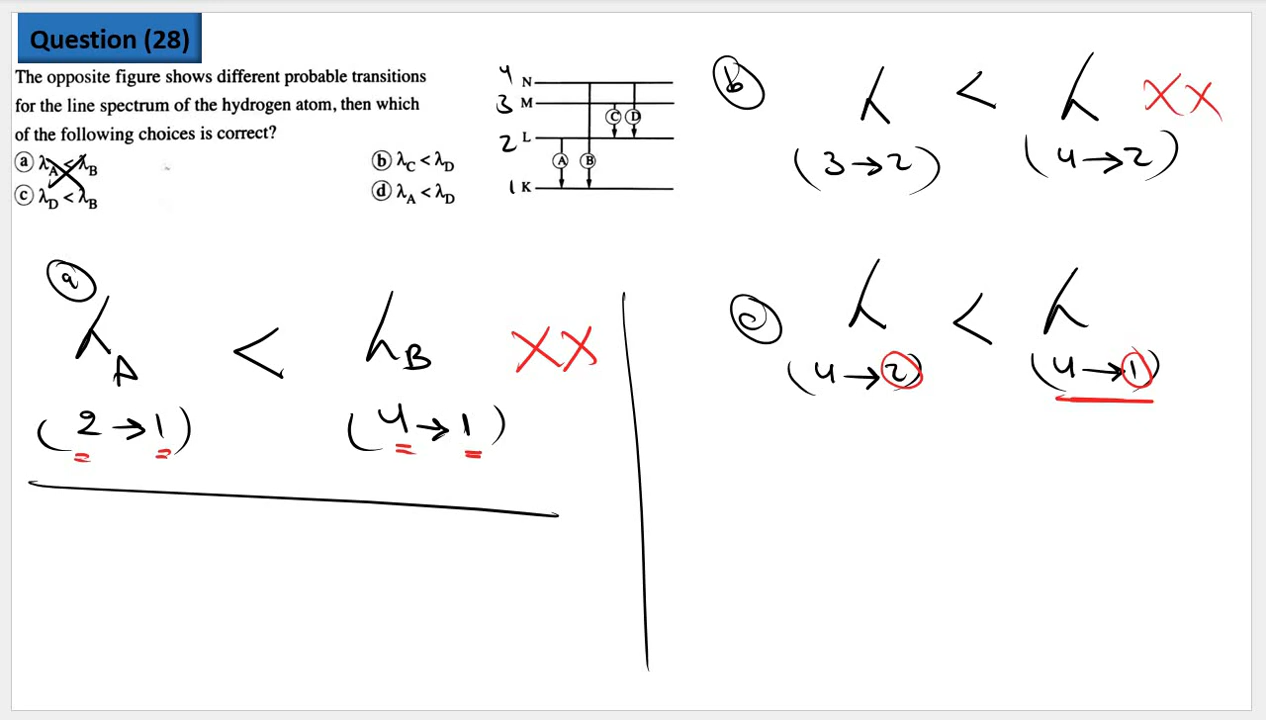 Question (28)
The opposite figure shows different probable transitions
for the line spectrum of the hydrogen atom, then which
of the following choices is correct?
ⓐ λA < λB
ⓑ λC < λD
ⓒ λD < λB
ⓓ λA < λD
4 N
3 M
2 L
1 K
C D
A B
ⓑ λ < λ XX
(3→2) (4→2)
ⓐ
λA < λB XX
(2→1) (4→1)
ⓒ λ < λ
(4→2) (4→1)